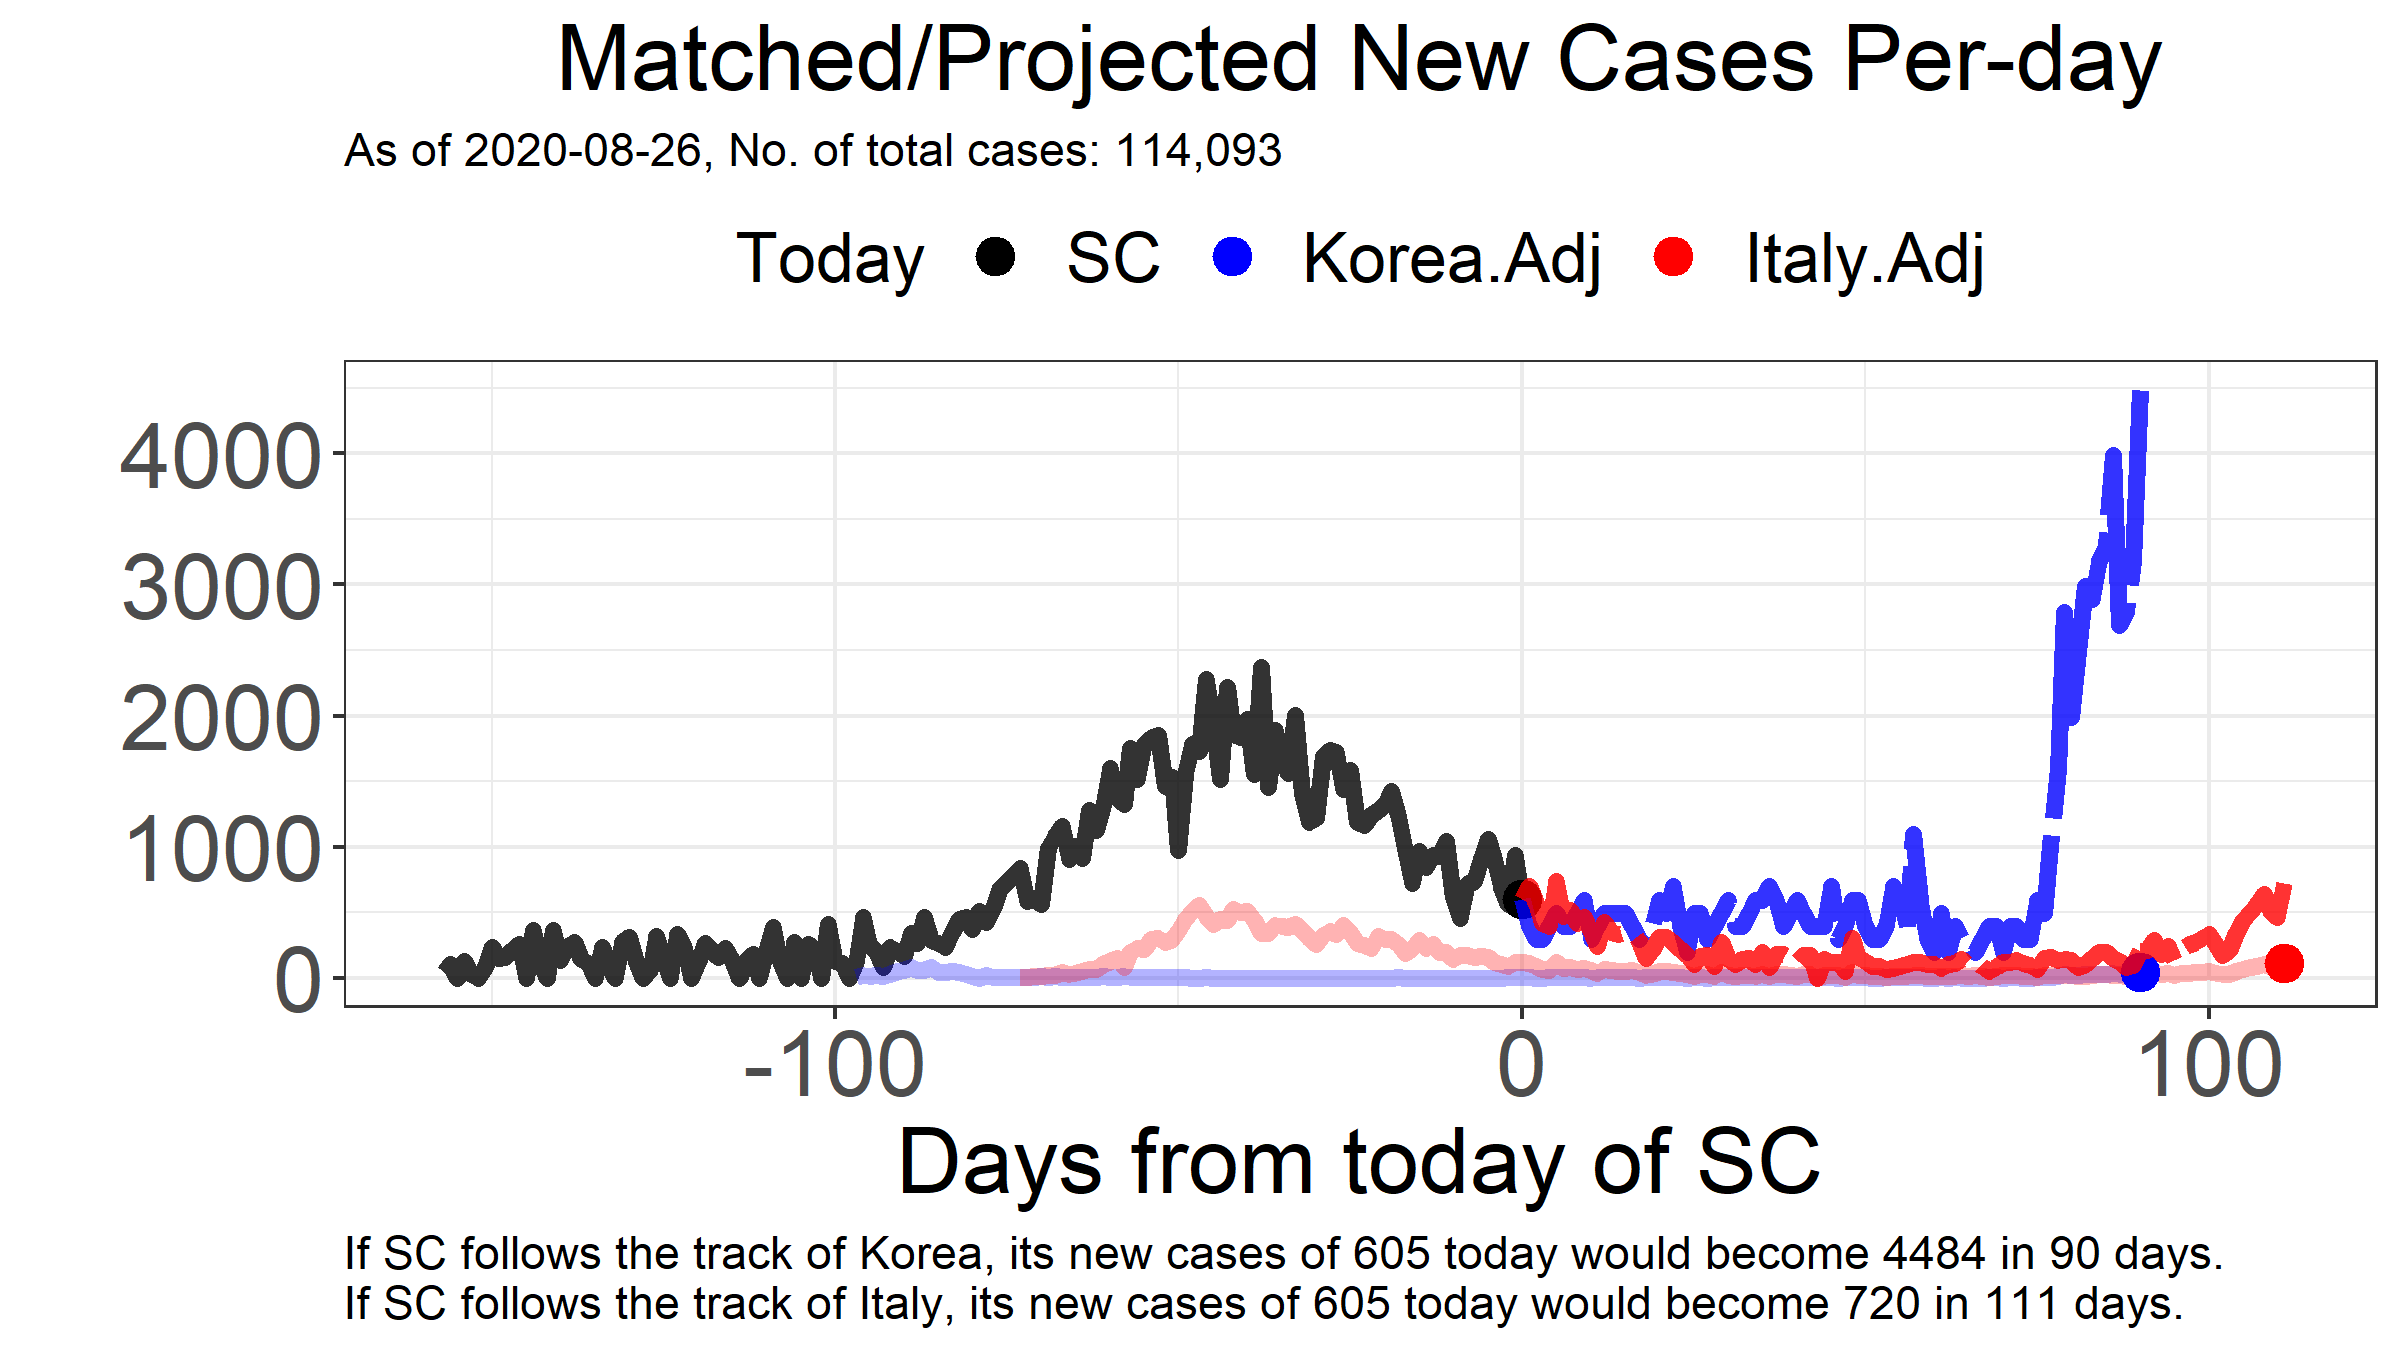 Matched/Projected New Cases Per-day
As of 2020-08-26, No. of total cases: 114,093
Today SC Korea.Adj Italy.Adj
4000
3000
2000
1000
0
-100 0 100
Days from today of SC
If SC follows the track of Korea, its new cases of 605 today would become 4484 in 90 days.
If SC follows the track of Italy, its new cases of 605 today would become 720 in 111 days.